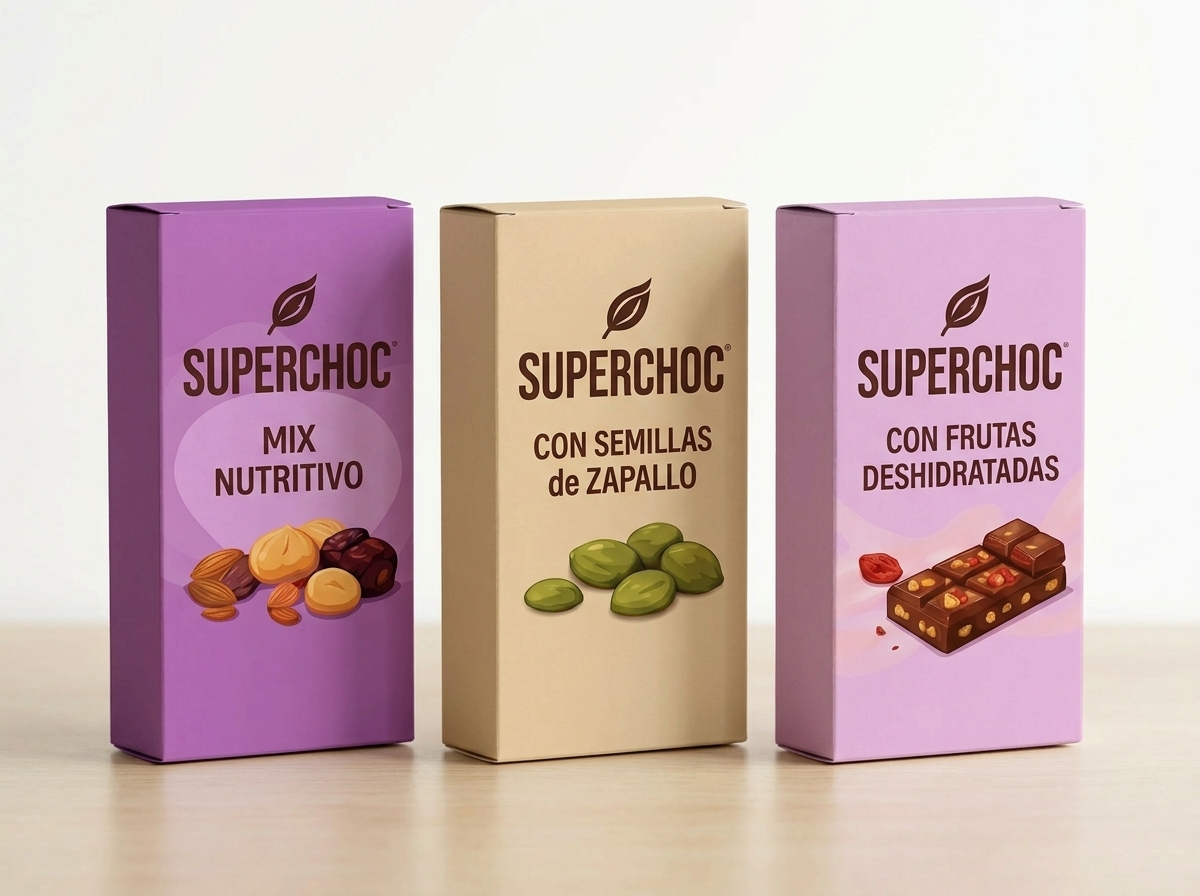 SUPERCHOC®
MIX
NUTRITIVO
SUPERCHOC®
CON SEMILLAS
de ZAPALLO
SUPERCHOC®
CON FRUTAS
DESHIDRATADAS